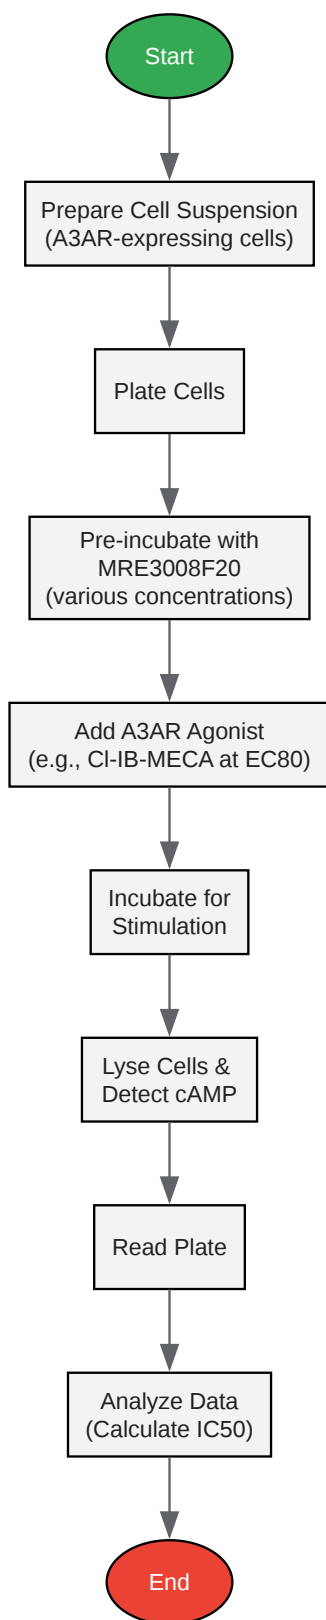 Start
Prepare Cell Suspension
(A3AR-expressing cells)
Plate Cells
Pre-incubate with
MRE3008F20
(various concentrations)
Add A3AR Agonist
(e.g., Cl-IB-MECA at EC80)
Incubate for
Stimulation
Lyse Cells &
Detect cAMP
Read Plate
Analyze Data
(Calculate IC50)
End